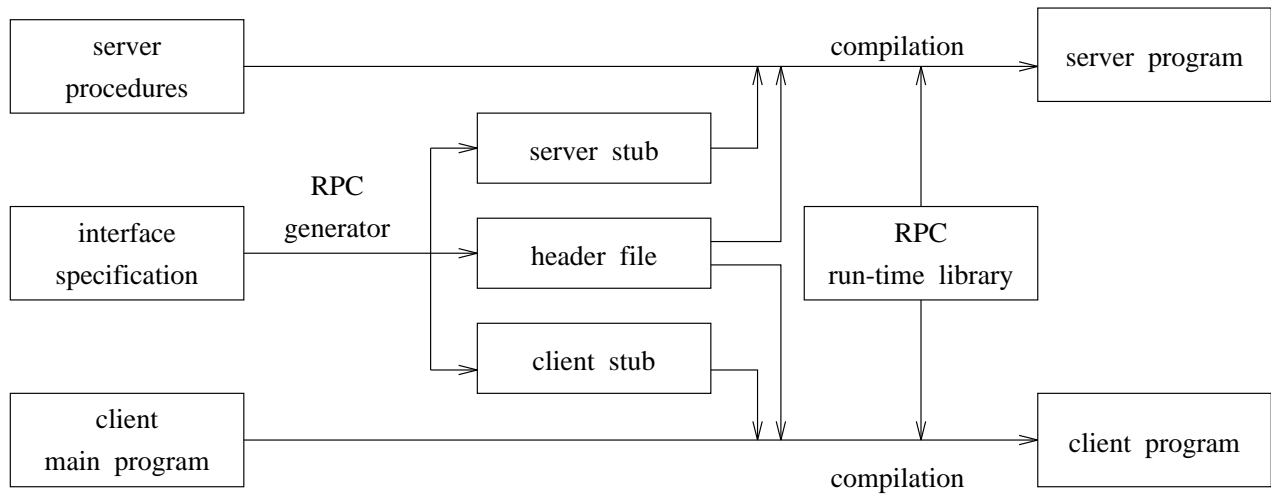 server
procedures
compilation
server program
server stub
RPC
generator
interface
specification
header file
RPC
run-time library
client stub
client
main program
compilation
client program